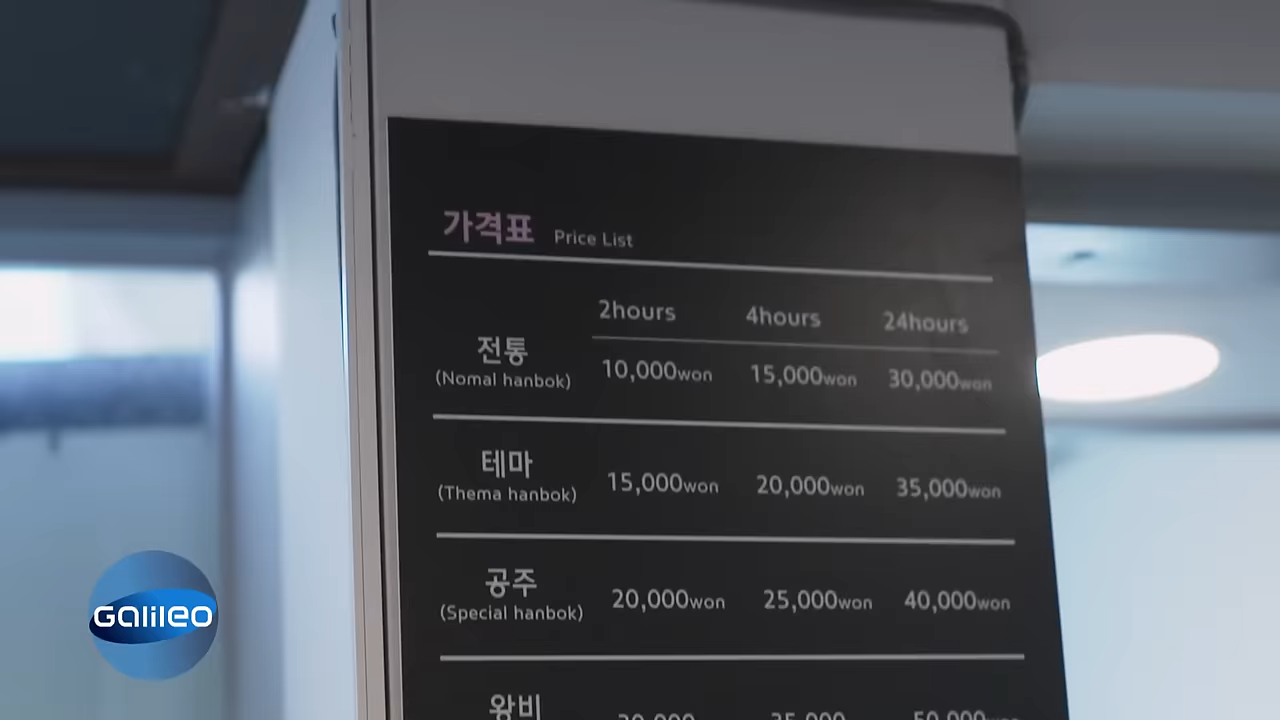 가격표 Price List
2hours 4hours 24hours
전통
(Nomal hanbok) 10,000won 15,000won 30,000won
테마
(Thema hanbok) 15,000won 20,000won 35,000won
공주
(Special hanbok) 20,000won 25,000won 40,000won
왕비
Galileo